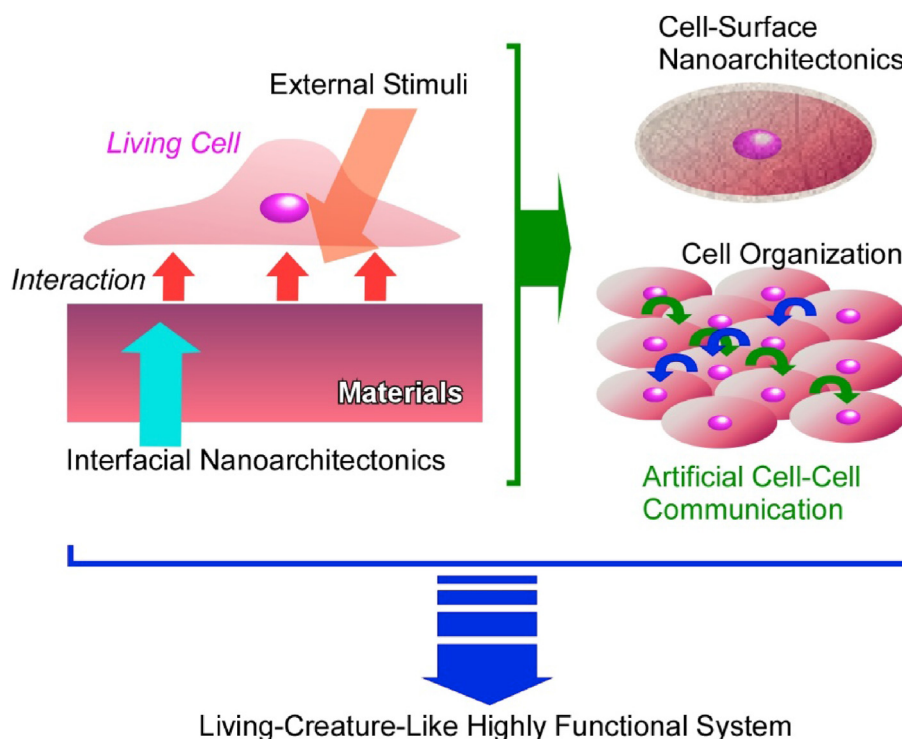 External Stimuli
Living Cell
Interaction
Materials
Interfacial Nanoarchitectonics
Cell-Surface
Nanoarchitectonics
Cell Organization
Artificial Cell-Cell
Communication
Living-Creature-Like Highly Functional System